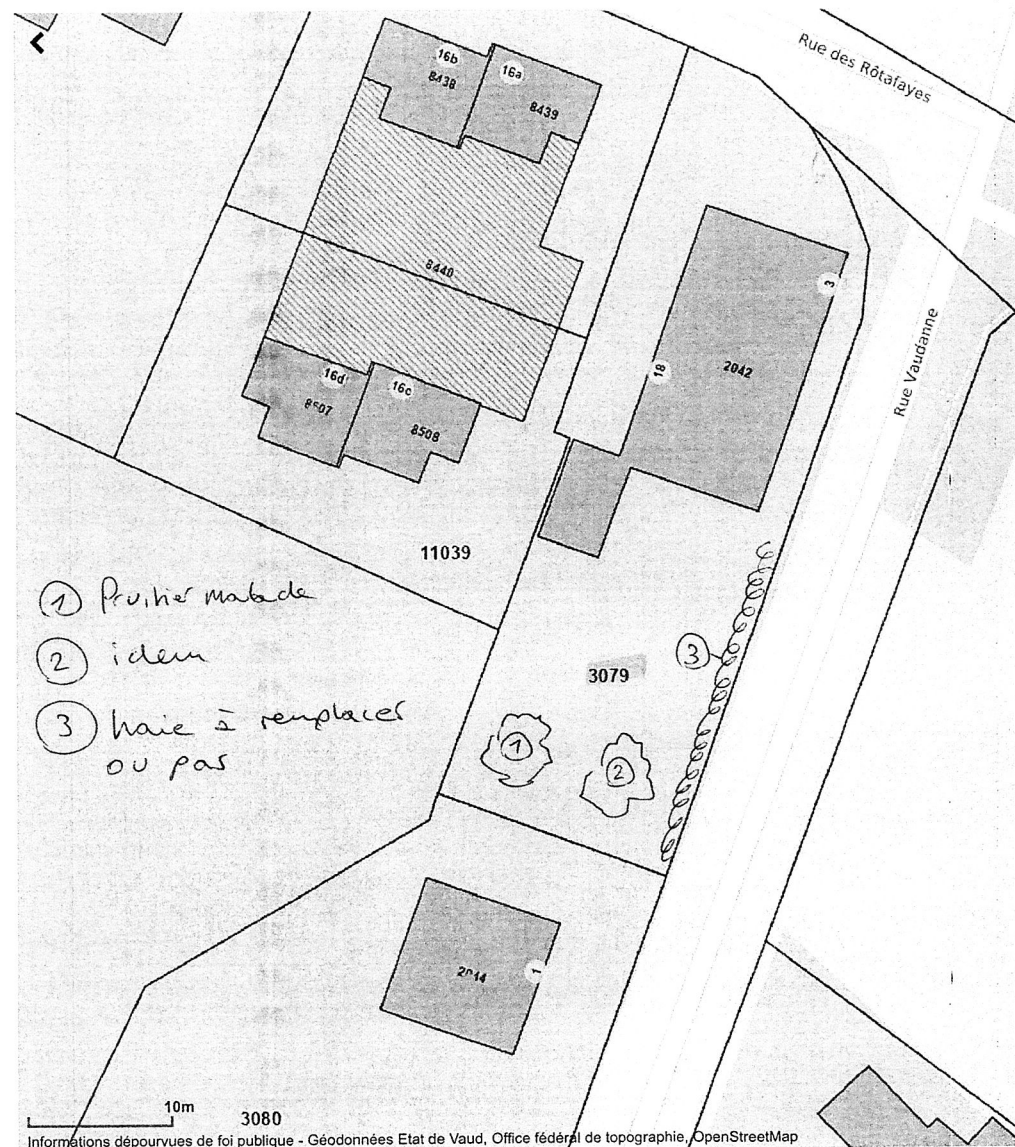 Rue des Rôtafayes
16b
8438
16a
8439
8440
3
18
2042
Rue Vaudanne
16d
8507
16c
8508
11039
① Pruitier malade
② idem
③ haie à remplacer
ou pas
3
3079
1
2
1
10m
3080
Informations dépourvues de foi publique - Géodonnées Etat de Vaud, Office fédéral de topographie, OpenStreetMap